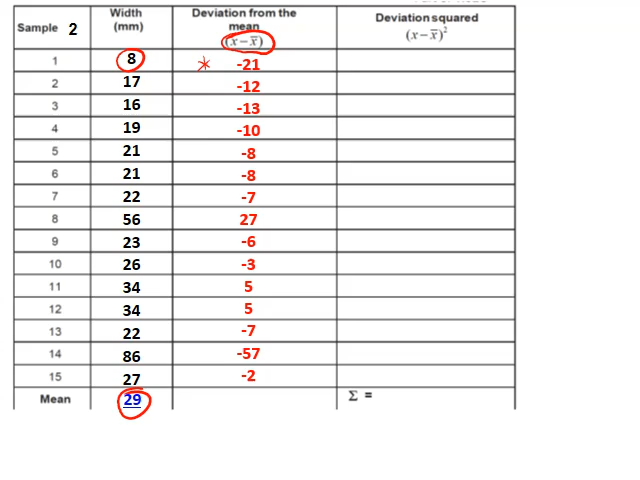 Sample 2 Width (mm) Deviation from the mean (x − x̄) Deviation squared (x − x̄)²
1 8 * -21
2 17 -12
3 16 -13
4 19 -10
5 21 -8
6 21 -8
7 22 -7
8 56 27
9 23 -6
10 26 -3
11 34 5
12 34 5
13 22 -7
14 86 -57
15 27 -2
Mean 29 Σ =